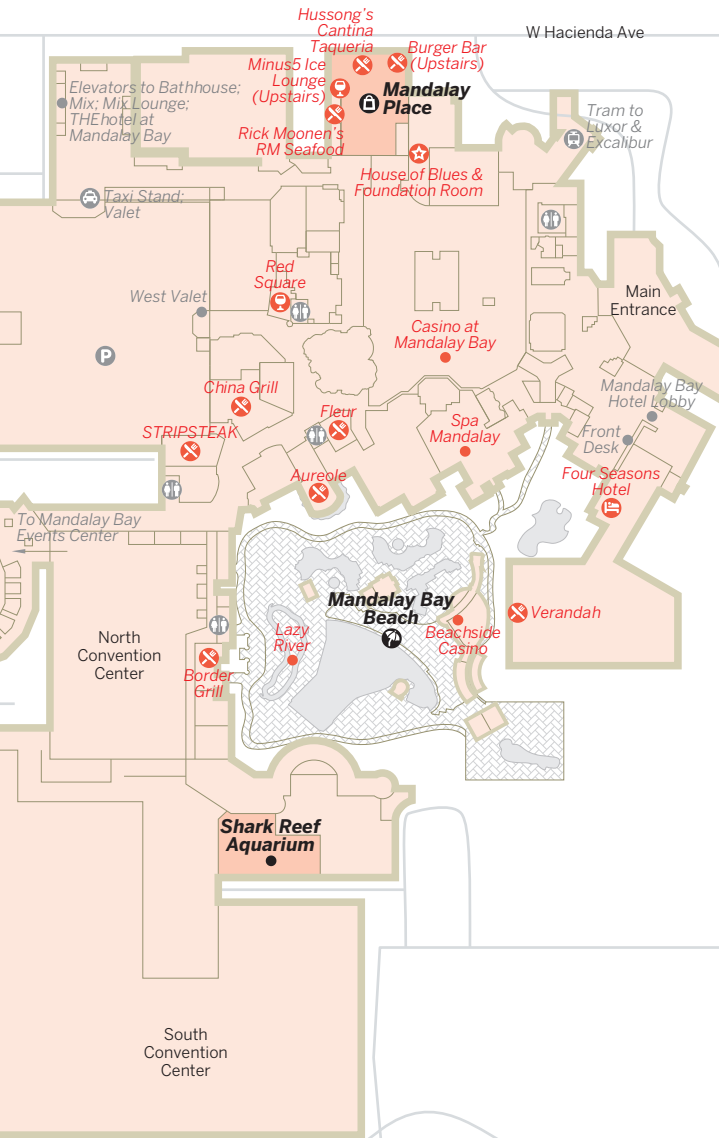 Hussong's
Cantina
Taqueria
W Hacienda Ave
Burger Bar
(Upstairs)
Minus5 Ice
Lounge
(Upstairs)
Elevators to Bathhouse;
Mix; Mix Lounge;
THEhotel at
Mandalay Bay
Mandalay
Place
Tram to
Luxor &
Excalibur
Rick Moonen's
RM Seafood
House of Blues &
Foundation Room
Taxi Stand;
Valet
Red
Square
Main
Entrance
West Valet
Casino at
Mandalay Bay
P
China Grill
Mandalay Bay
Hotel Lobby
Fleur
Spa
Mandalay
STRIPSTEAK
Front
Desk
Aureole
Four Seasons
Hotel
To Mandalay Bay
Events Center
Mandalay Bay
Beach
Verandah
Lazy
River
Beachside
Casino
North
Convention
Center
Border
Grill
Shark Reef
Aquarium
South
Convention
Center